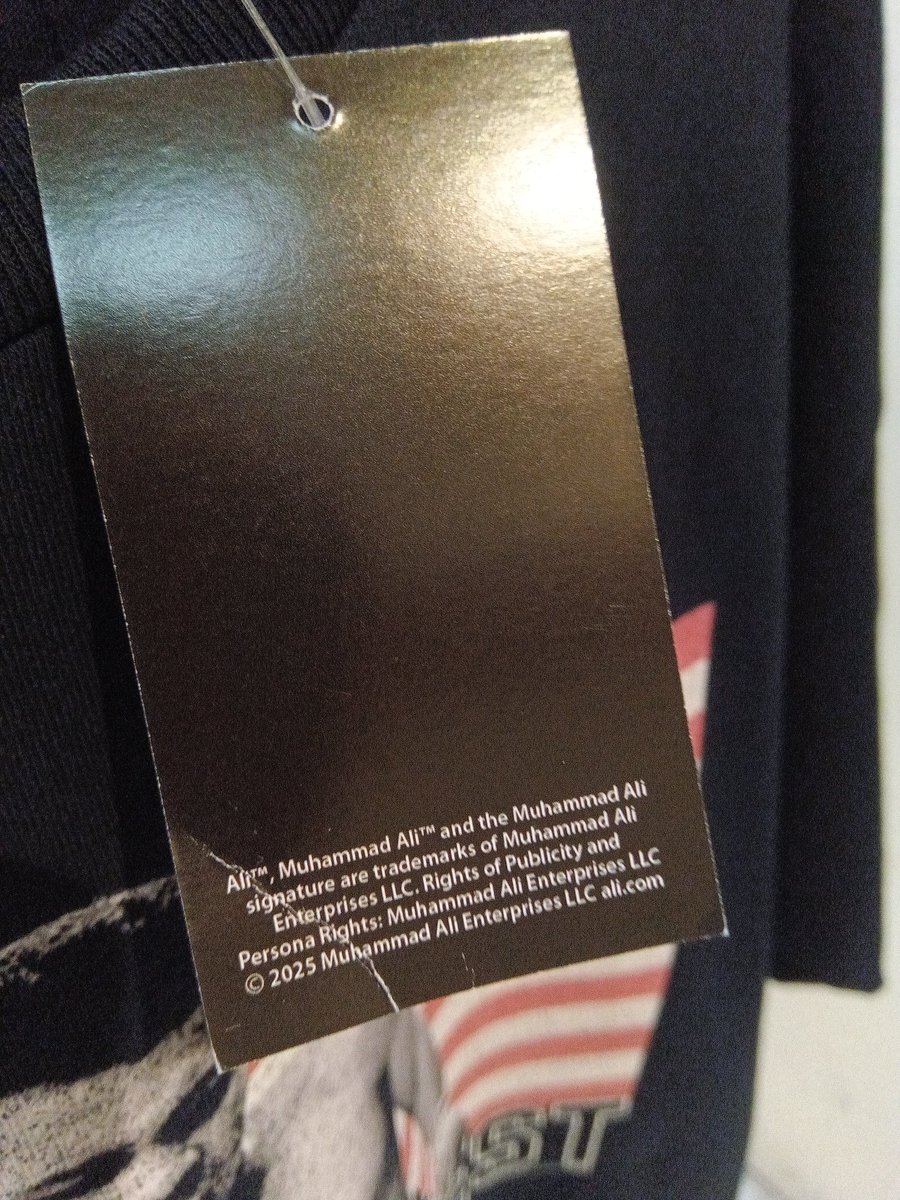 Ali™, Muhammad Ali™ and the Muhammad Ali
signature are trademarks of Muhammad Ali
Enterprises LLC. Rights of Publicity and
Persona Rights: Muhammad Ali Enterprises LLC
© 2025 Muhammad Ali Enterprises LLC ali.com
EST